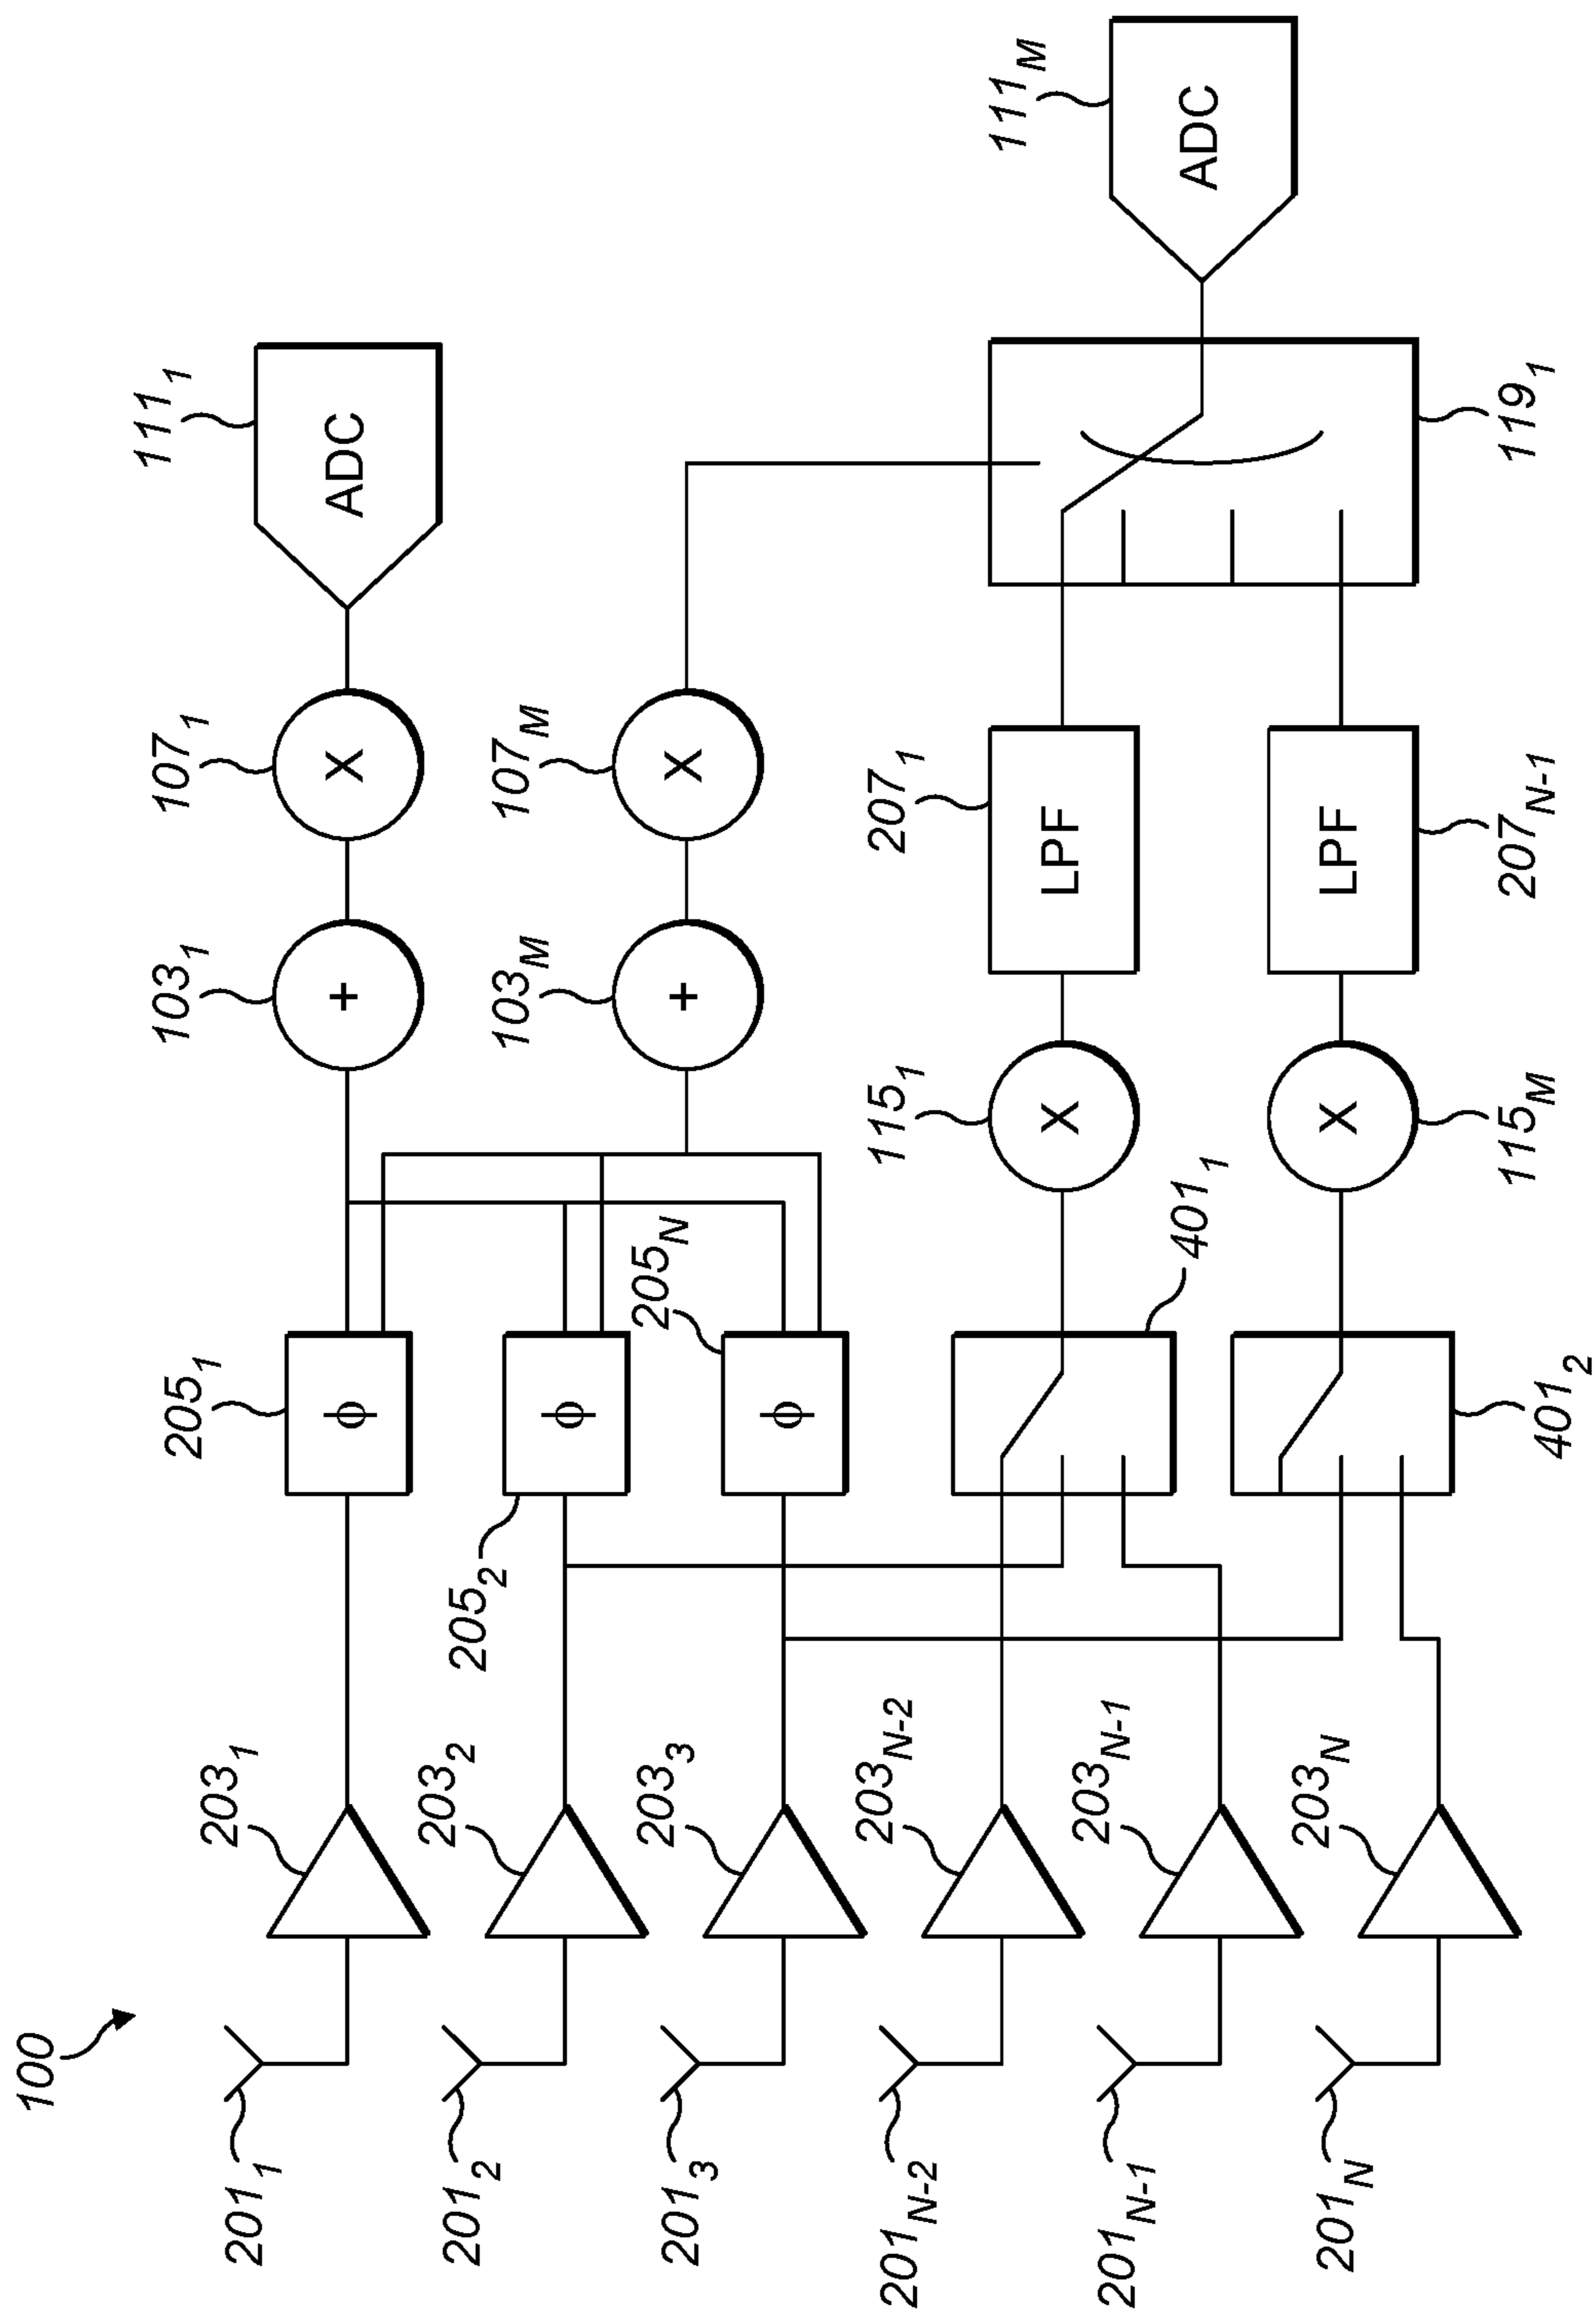 100
201₁
201₂
201₃
201N-2
201N-1
201N
203₁
203₂
203₃
203N-2
203N-1
203N
205₁
ϕ
205₂
ϕ
205N
ϕ
401₁
401₂
103₁
+
103M
+
115₁
X
115M
X
107₁
X
107M
X
207₁
LPF
207N-1
LPF
119₁
111₁
ADC
111M
ADC